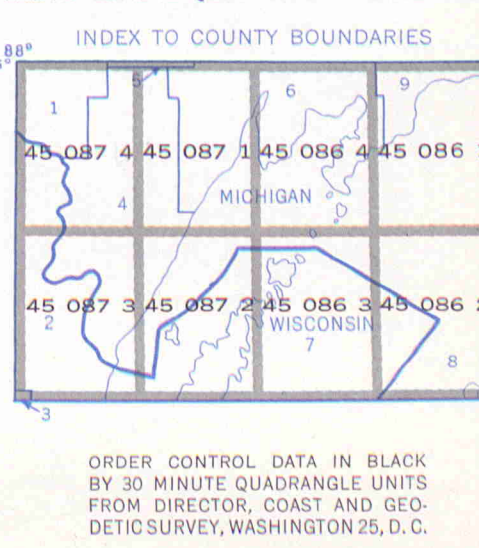 INDEX TO COUNTY BOUNDARIES
88°
5 6 9
1
45 087 4 45 087 1 45 086 4 45 086
MICHIGAN
4
45 087 3 45 087 2 45 086 3 45 086 2
2 WISCONSIN
7
8
3
ORDER CONTROL DATA IN BLACK
BY 30 MINUTE QUADRANGLE UNITS
FROM DIRECTOR, COAST AND GEO-
DETIC SURVEY, WASHINGTON 25, D. C.